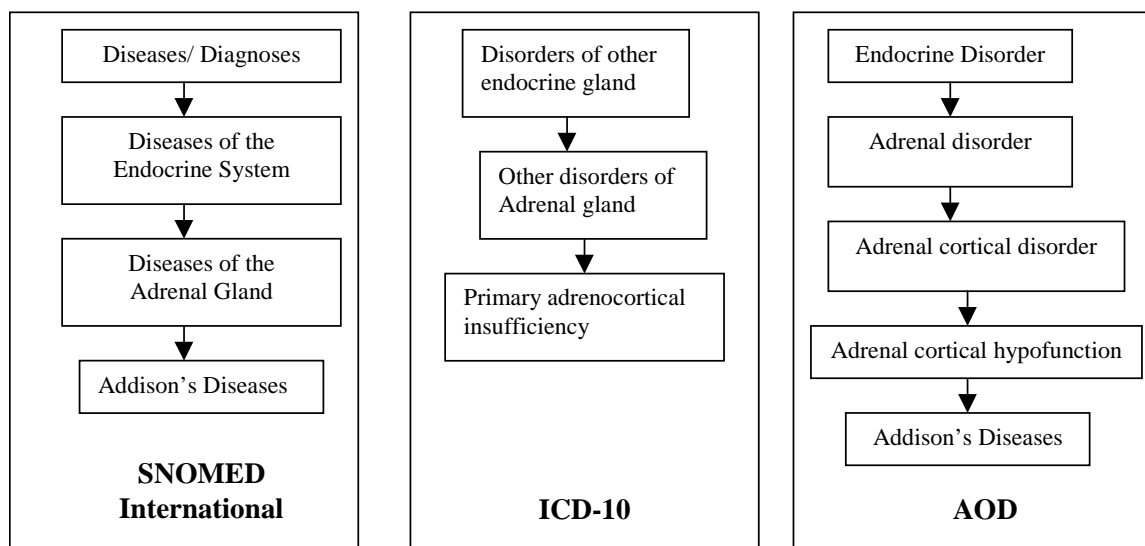 Diseases/ Diagnoses
Diseases of the
Endocrine System
Diseases of the
Adrenal Gland
Addison’s Diseases
SNOMED
International
Disorders of other
endocrine gland
Other disorders of
Adrenal gland
Primary adrenocortical
insufficiency
ICD-10
Endocrine Disorder
Adrenal disorder
Adrenal cortical disorder
Adrenal cortical hypofunction
Addison’s Diseases
AOD